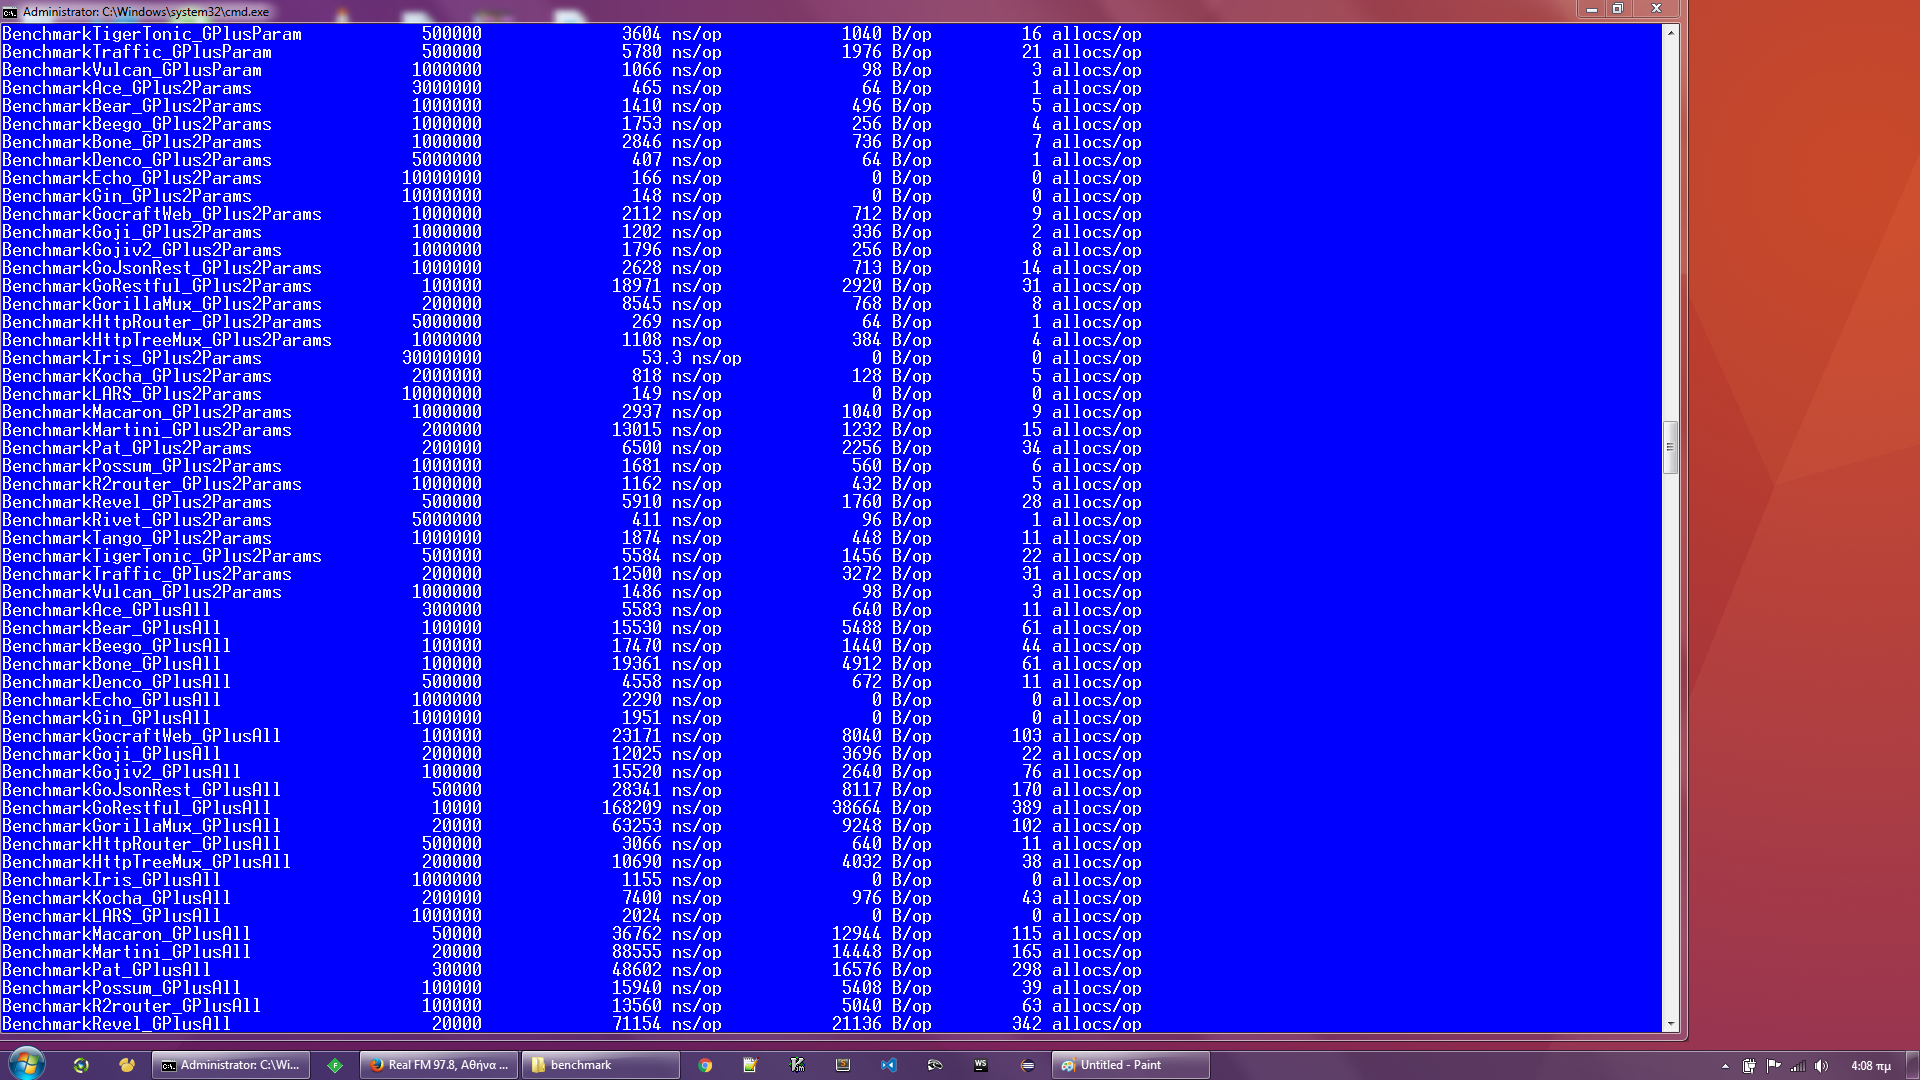 Administrator: C:\Windows\system32\cmd.exe
BenchmarkTigerTonic_GPlusParam 500000 3604 ns/op 1040 B/op 16 allocs/op
BenchmarkTraffic_GPlusParam 500000 5780 ns/op 1976 B/op 21 allocs/op
BenchmarkVulcan_GPlusParam 1000000 1066 ns/op 98 B/op 3 allocs/op
BenchmarkAce_GPlus2Params 3000000 465 ns/op 64 B/op 1 allocs/op
BenchmarkBear_GPlus2Params 1000000 1410 ns/op 496 B/op 5 allocs/op
BenchmarkBeego_GPlus2Params 1000000 1753 ns/op 256 B/op 4 allocs/op
BenchmarkBone_GPlus2Params 1000000 2846 ns/op 736 B/op 7 allocs/op
BenchmarkDenco_GPlus2Params 5000000 407 ns/op 64 B/op 1 allocs/op
BenchmarkEcho_GPlus2Params 10000000 166 ns/op 0 B/op 0 allocs/op
BenchmarkGin_GPlus2Params 10000000 148 ns/op 0 B/op 0 allocs/op
BenchmarkGocraftWeb_GPlus2Params 1000000 2112 ns/op 712 B/op 9 allocs/op
BenchmarkGoji_GPlus2Params 1000000 1202 ns/op 336 B/op 2 allocs/op
BenchmarkGojiv2_GPlus2Params 1000000 1796 ns/op 256 B/op 8 allocs/op
BenchmarkGoJsonRest_GPlus2Params 1000000 2628 ns/op 713 B/op 14 allocs/op
BenchmarkGoRestful_GPlus2Params 100000 18971 ns/op 2920 B/op 31 allocs/op
BenchmarkGorillaMux_GPlus2Params 200000 8545 ns/op 768 B/op 8 allocs/op
BenchmarkHttpRouter_GPlus2Params 5000000 269 ns/op 64 B/op 1 allocs/op
BenchmarkHttpTreeMux_GPlus2Params 1000000 1108 ns/op 384 B/op 4 allocs/op
BenchmarkIris_GPlus2Params 30000000 53.3 ns/op 0 B/op 0 allocs/op
BenchmarkKocha_GPlus2Params 2000000 818 ns/op 128 B/op 5 allocs/op
BenchmarkLARS_GPlus2Params 10000000 149 ns/op 0 B/op 0 allocs/op
BenchmarkMacaron_GPlus2Params 1000000 2937 ns/op 1040 B/op 9 allocs/op
BenchmarkMartini_GPlus2Params 200000 13015 ns/op 1232 B/op 15 allocs/op
BenchmarkPat_GPlus2Params 200000 6500 ns/op 2256 B/op 34 allocs/op
BenchmarkPossum_GPlus2Params 1000000 1681 ns/op 560 B/op 6 allocs/op
BenchmarkR2router_GPlus2Params 1000000 1162 ns/op 432 B/op 5 allocs/op
BenchmarkRevel_GPlus2Params 500000 5910 ns/op 1760 B/op 28 allocs/op
BenchmarkRivet_GPlus2Params 5000000 411 ns/op 96 B/op 1 allocs/op
BenchmarkTango_GPlus2Params 1000000 1874 ns/op 448 B/op 11 allocs/op
BenchmarkTigerTonic_GPlus2Params 500000 5584 ns/op 1456 B/op 22 allocs/op
BenchmarkTraffic_GPlus2Params 200000 12500 ns/op 3272 B/op 31 allocs/op
BenchmarkVulcan_GPlus2Params 1000000 1486 ns/op 98 B/op 3 allocs/op
BenchmarkAce_GPlusAll 300000 5583 ns/op 640 B/op 11 allocs/op
BenchmarkBear_GPlusAll 100000 15530 ns/op 5488 B/op 61 allocs/op
BenchmarkBeego_GPlusAll 100000 17470 ns/op 1440 B/op 44 allocs/op
BenchmarkBone_GPlusAll 100000 19361 ns/op 4912 B/op 61 allocs/op
BenchmarkDenco_GPlusAll 500000 4558 ns/op 672 B/op 11 allocs/op
BenchmarkEcho_GPlusAll 1000000 2290 ns/op 0 B/op 0 allocs/op
BenchmarkGin_GPlusAll 1000000 1951 ns/op 0 B/op 0 allocs/op
BenchmarkGocraftWeb_GPlusAll 100000 23171 ns/op 8040 B/op 103 allocs/op
BenchmarkGoji_GPlusAll 200000 12025 ns/op 3696 B/op 22 allocs/op
BenchmarkGojiv2_GPlusAll 100000 15520 ns/op 2640 B/op 76 allocs/op
BenchmarkGoJsonRest_GPlusAll 50000 28341 ns/op 8117 B/op 170 allocs/op
BenchmarkGoRestful_GPlusAll 10000 168209 ns/op 38664 B/op 389 allocs/op
BenchmarkGorillaMux_GPlusAll 20000 63253 ns/op 9248 B/op 102 allocs/op
BenchmarkHttpRouter_GPlusAll 500000 3066 ns/op 640 B/op 11 allocs/op
BenchmarkHttpTreeMux_GPlusAll 200000 10690 ns/op 4032 B/op 38 allocs/op
BenchmarkIris_GPlusAll 1000000 1155 ns/op 0 B/op 0 allocs/op
BenchmarkKocha_GPlusAll 200000 7400 ns/op 976 B/op 43 allocs/op
BenchmarkLARS_GPlusAll 1000000 2024 ns/op 0 B/op 0 allocs/op
BenchmarkMacaron_GPlusAll 50000 36762 ns/op 12944 B/op 115 allocs/op
BenchmarkMartini_GPlusAll 20000 88555 ns/op 14448 B/op 165 allocs/op
BenchmarkPat_GPlusAll 30000 48602 ns/op 16576 B/op 298 allocs/op
BenchmarkPossum_GPlusAll 100000 15940 ns/op 5408 B/op 39 allocs/op
BenchmarkR2router_GPlusAll 100000 13560 ns/op 5040 B/op 63 allocs/op
BenchmarkRevel_GPlusAll 20000 71154 ns/op 21136 B/op 342 allocs/op
Administrator: C:\Wi... Real FM 97.8, Αθήνα ... benchmark WS Untitled - Paint 4:08 πμ